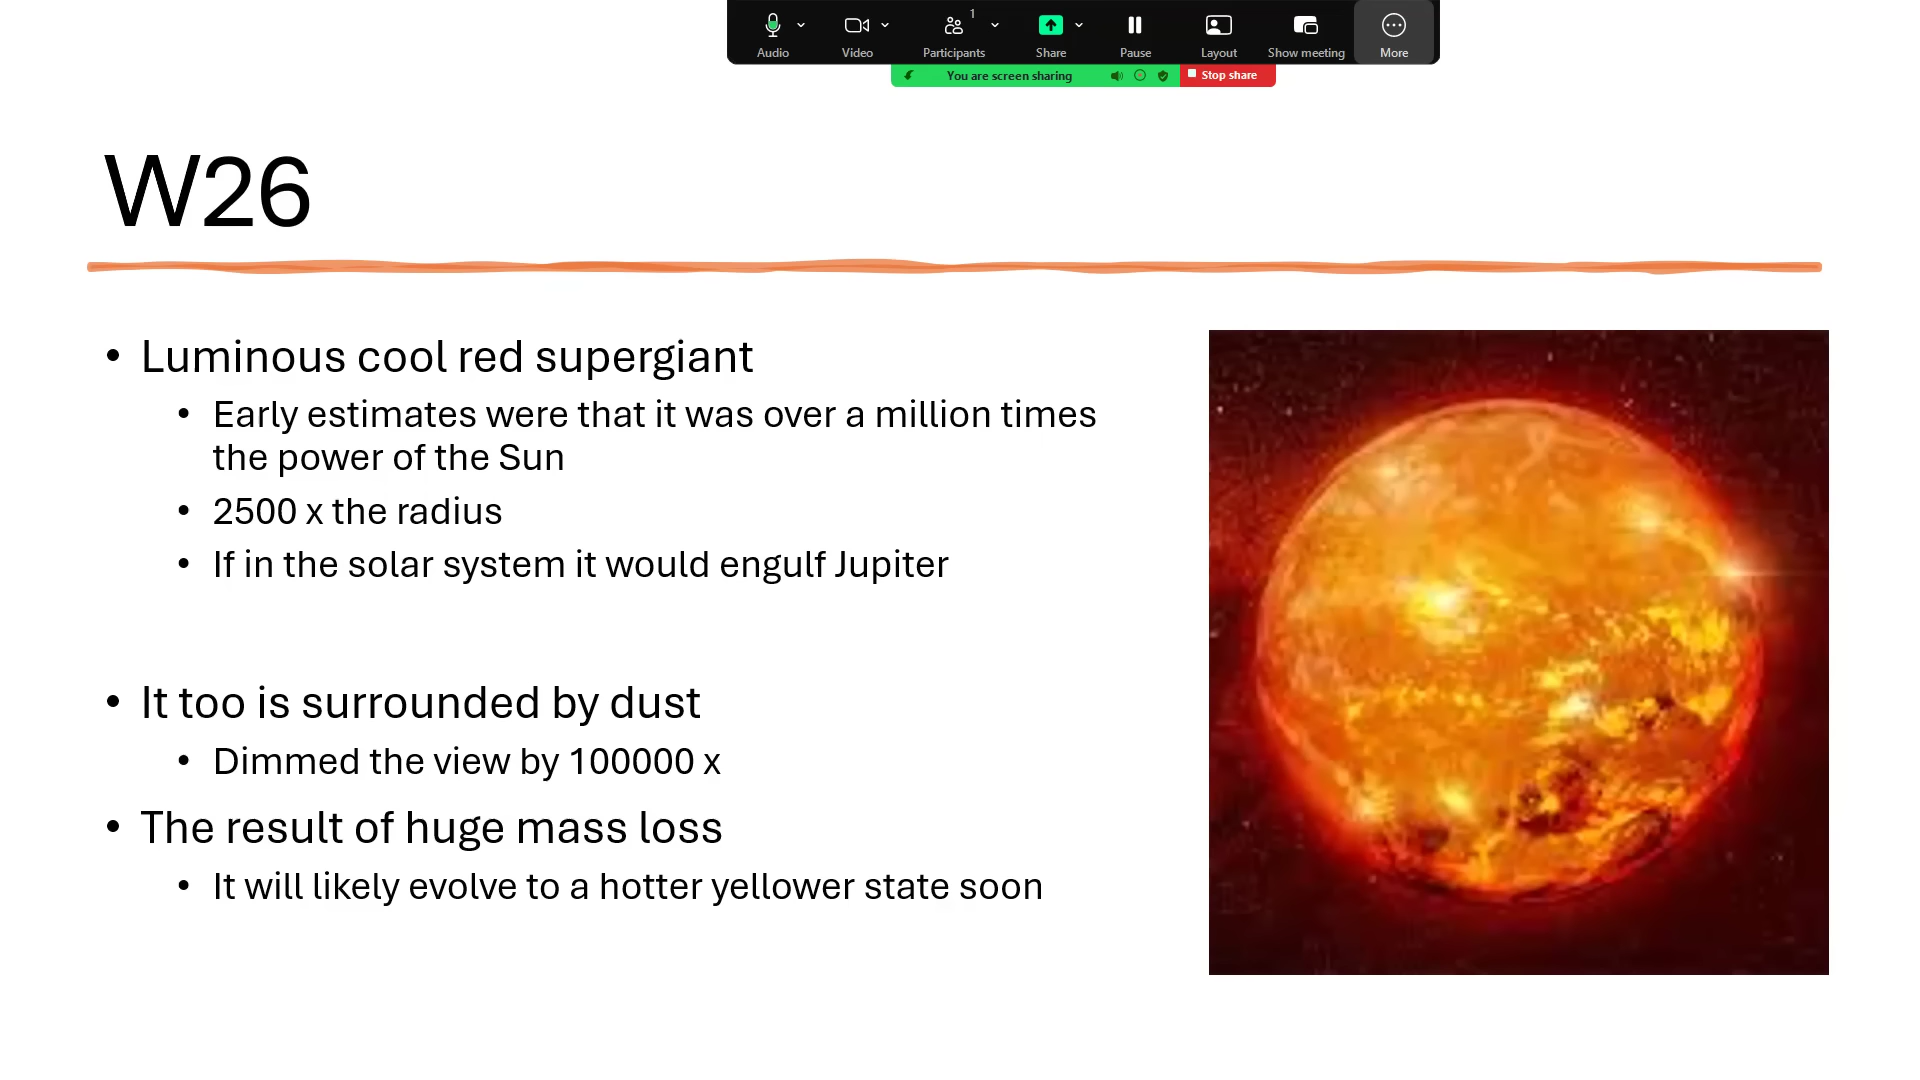 1
Audio
Video
Participants
Share
Pause
Layout
Show meeting
More
You are screen sharing
Stop share
W26
• Luminous cool red supergiant
• Early estimates were that it was over a million times
the power of the Sun
• 2500 x the radius
• If in the solar system it would engulf Jupiter
• It too is surrounded by dust
• Dimmed the view by 100000 x
• The result of huge mass loss
• It will likely evolve to a hotter yellower state soon